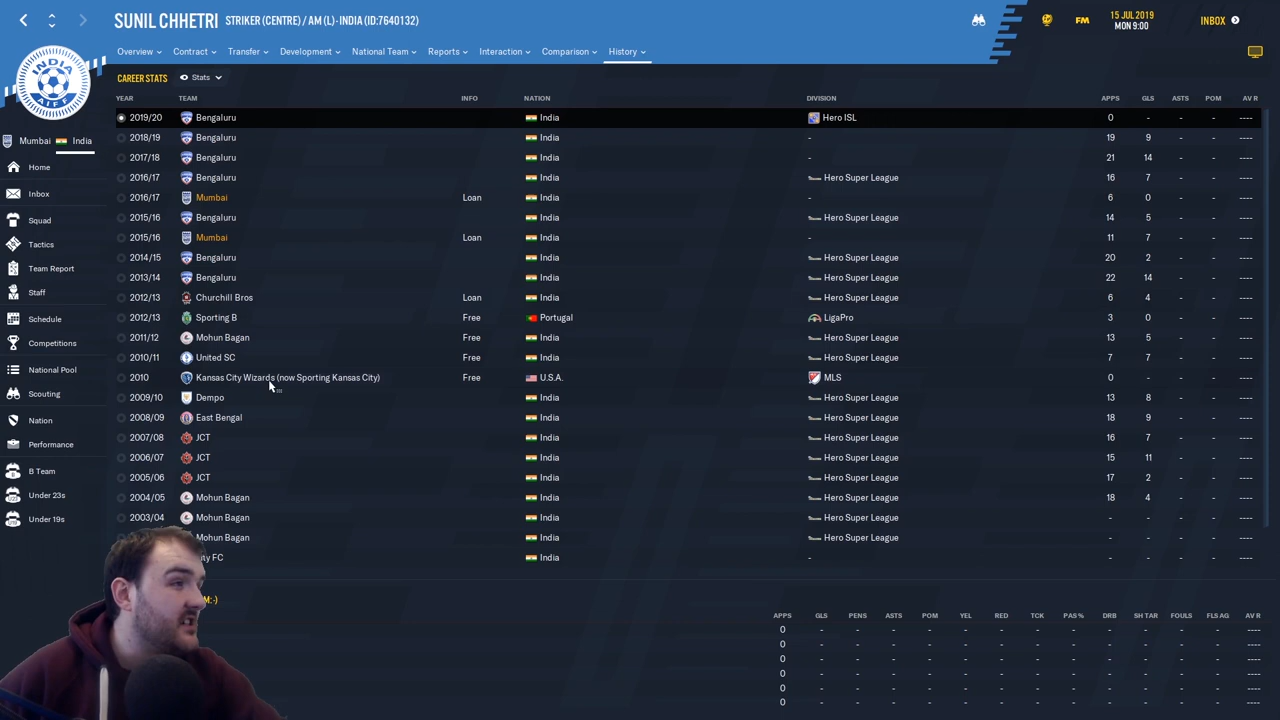 SUNIL CHHETRI STRIKER (CENTRE) / AM (L) - INDIA (ID:7640132)
FM
15 JUL 2019
MON 9:00
INBOX
Overview Contract Transfer Development National Team Reports Interaction Comparison History
INDIA
AIFF
CAREER STATS Stats
YEAR TEAM INFO NATION DIVISION APPS GLS ASTS POM AV R
2019/20 Bengaluru India Hero ISL 0 - - - ----
2018/19 Bengaluru India - 19 9 - - ----
2017/18 Bengaluru India - 21 14 - - ----
2016/17 Bengaluru India Hero Super League 16 7 - - ----
2016/17 Mumbai Loan India - 6 0 - - ----
2015/16 Bengaluru India Hero Super League 14 5 - - ----
2015/16 Mumbai Loan India - 11 7 - - ----
2014/15 Bengaluru India Hero Super League 20 2 - - ----
2013/14 Bengaluru India Hero Super League 22 14 - - ----
2012/13 Churchill Bros Loan India Hero Super League 6 4 - - ----
2012/13 Sporting B Free Portugal LigaPro 3 0 - - ----
2011/12 Mohun Bagan Free India Hero Super League 13 5 - - ----
2010/11 United SC Free India Hero Super League 7 7 - - ----
2010 Kansas City Wizards (now Sporting Kansas City) Free U.S.A. MLS 0 - - - ----
2009/10 Dempo India Hero Super League 13 8 - - ----
2008/09 East Bengal India Hero Super League 18 9 - - ----
2007/08 JCT India Hero Super League 16 7 - - ----
2006/07 JCT India Hero Super League 15 11 - - ----
2005/06 JCT India Hero Super League 17 2 - - ----
2004/05 Mohun Bagan India Hero Super League 18 4 - - ----
2003/04 Mohun Bagan India Hero Super League - - - - ----
Mohun Bagan India Hero Super League - - - - ----
ty FC India - - - - - ----
Mumbai India
Home
Inbox
Squad
Tactics
Team Report
Staff
Schedule
Competitions
National Pool
Scouting
Nation
Performance
B Team
Under 23s
Under 19s
M:-)
APPS GLS PENS ASTS POM YEL RED TCK PAS % DRB SH TAR FOULS FLS AG AV R
0 - - - - - - - - - - - - ----
0 - - - - - - - - - - - - ----
0 - - - - - - - - - - - - ----
0 - - - - - - - - - - - - ----
0 - - - - - - - - - - - - ----
0 - - - - - - - - - - - - ----